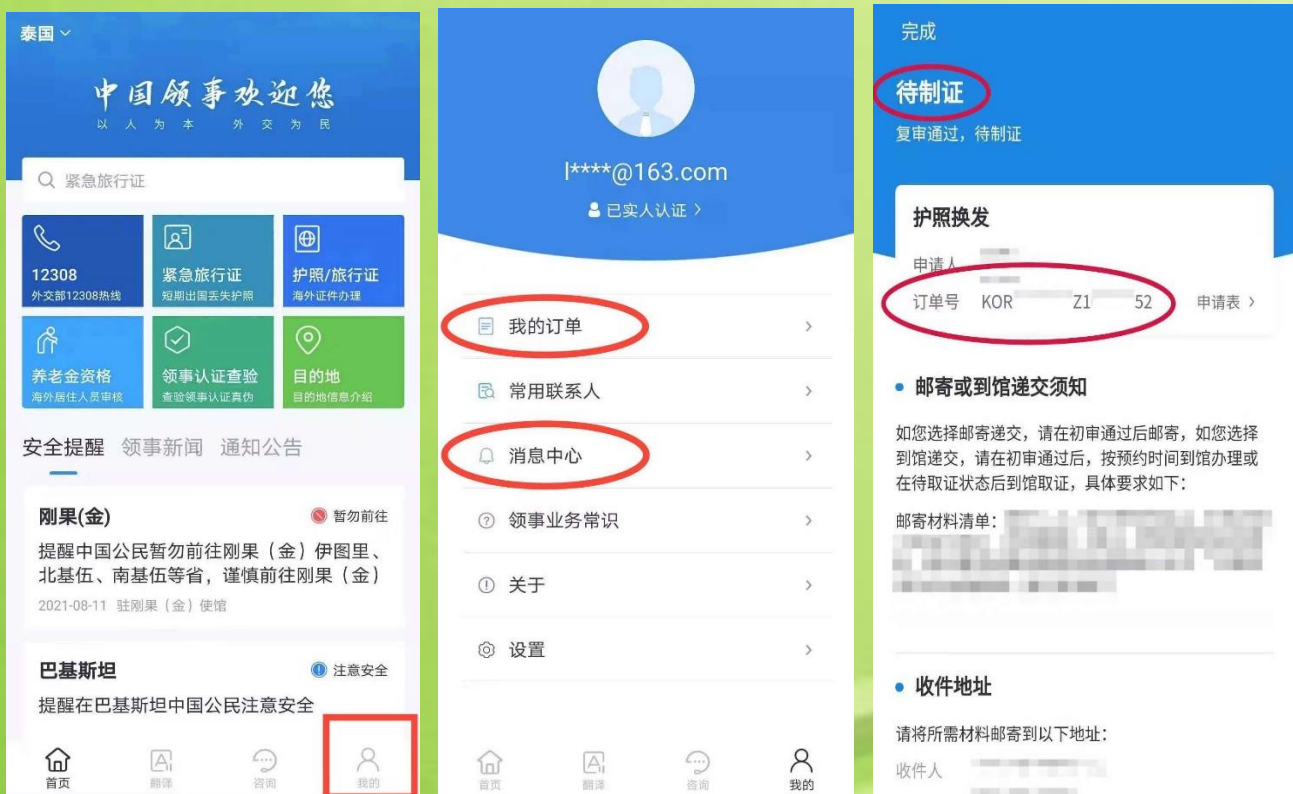 泰国
中国领事欢迎您
以人为本 外交为民
紧急旅行证
12308
外交部12308热线
紧急旅行证
短期出国丢失护照
护照/旅行证
海外证件办理
养老金资格
海外居住人员审核
领事认证查验
查验领事认证真伪
目的地
目的地信息介绍
安全提醒 领事新闻 通知公告
刚果(金) 暂勿前往
提醒中国公民暂勿前往刚果（金）伊图里、
北基伍、南基伍等省，谨慎前往刚果（金）
2021-08-11 驻刚果（金）使馆
巴基斯坦 注意安全
提醒在巴基斯坦中国公民注意安全
首页 翻译 咨询 我的
l****@163.com
已实人认证
我的订单
常用联系人
消息中心
领事业务常识
关于
设置
首页 翻译 咨询 我的
完成
待制证
复审通过，待制证
护照换发
申请人
订单号 KOR Z1 52 申请表
邮寄或到馆递交须知
如您选择邮寄递交，请在初审通过后邮寄，如您选择
到馆递交，请在初审通过后，按预约时间到馆办理或
在待取证状态后到馆取证，具体要求如下：
邮寄材料清单：
收件地址
请将所需材料邮寄到以下地址：
收件人